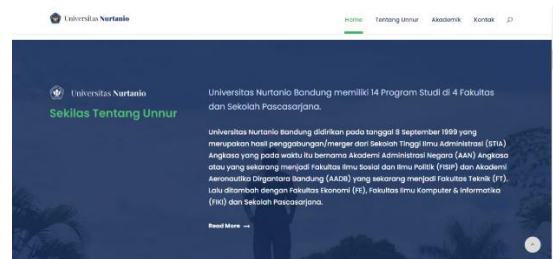 Universitas Nurtanio
Home Tentang Unnur Akademik Kontak
Universitas Nurtanio
Sekilas Tentang Unnur
Universitas Nurtanio Bandung memiliki 14 Program Studi di 4 Fakultas
dan Sekolah Pascasarjana.
Universitas Nurtanio Bandung didirikan pada tanggal 8 September 1999 yang
merupakan hasil penggabungan/merger dari Sekolah Tinggi Ilmu Administrasi (STIA)
Angkasa yang pada waktu itu bernama Akademi Administrasi Negara (AAN) Angkasa
atau yang sekarang menjadi Fakultas Ilmu Sosial dan Ilmu Politik (FISIP) dan Akademi
Aeronautika Dirgantara Bandung (AADB) yang sekarang menjadi Fakultas Teknik (FT).
Lalu ditambah dengan Fakultas Ekonomi (FE), Fakultas Ilmu Komputer & Informatika
(FIKI) dan Sekolah Pascasarjana.
Read More →